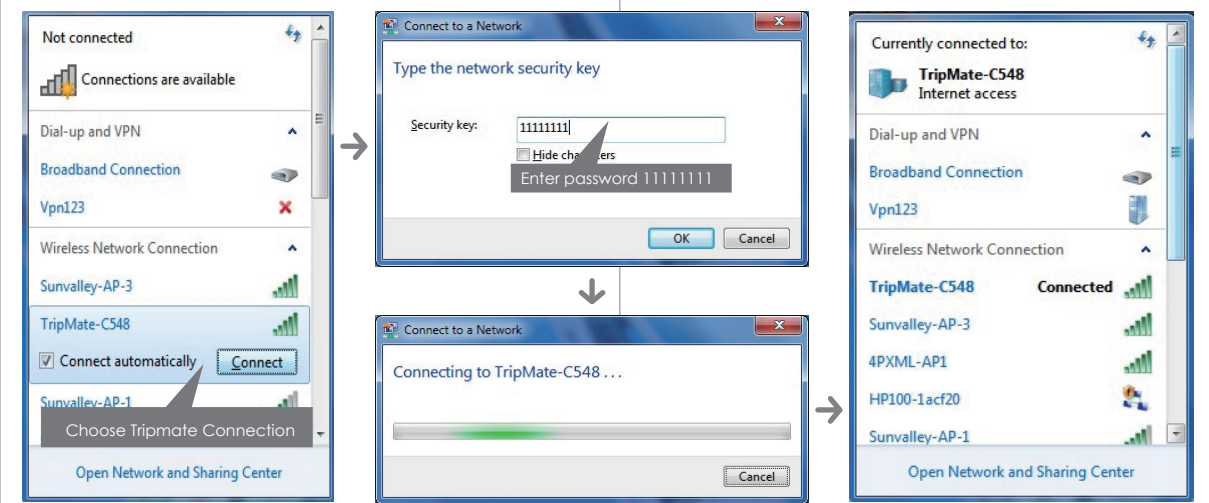 Not connected
Connections are available
Dial-up and VPN
Broadband Connection
Vpn123
Wireless Network Connection
Sunvalley-AP-3
TripMate-C548
Connect automatically
Connect
Sunvalley-AP-1
Choose Tripmate Connection
Open Network and Sharing Center
Connect to a Network
Type the network security key
Security key: 11111111
Hide characters
Enter password 11111111
OK Cancel
Connect to a Network
Connecting to TripMate-C548 . . .
Cancel
Currently connected to:
TripMate-C548
Internet access
Dial-up and VPN
Broadband Connection
Vpn123
Wireless Network Connection
TripMate-C548 Connected
Sunvalley-AP-3
4PXML-AP1
HP100-1acf20
Sunvalley-AP-1
Open Network and Sharing Center